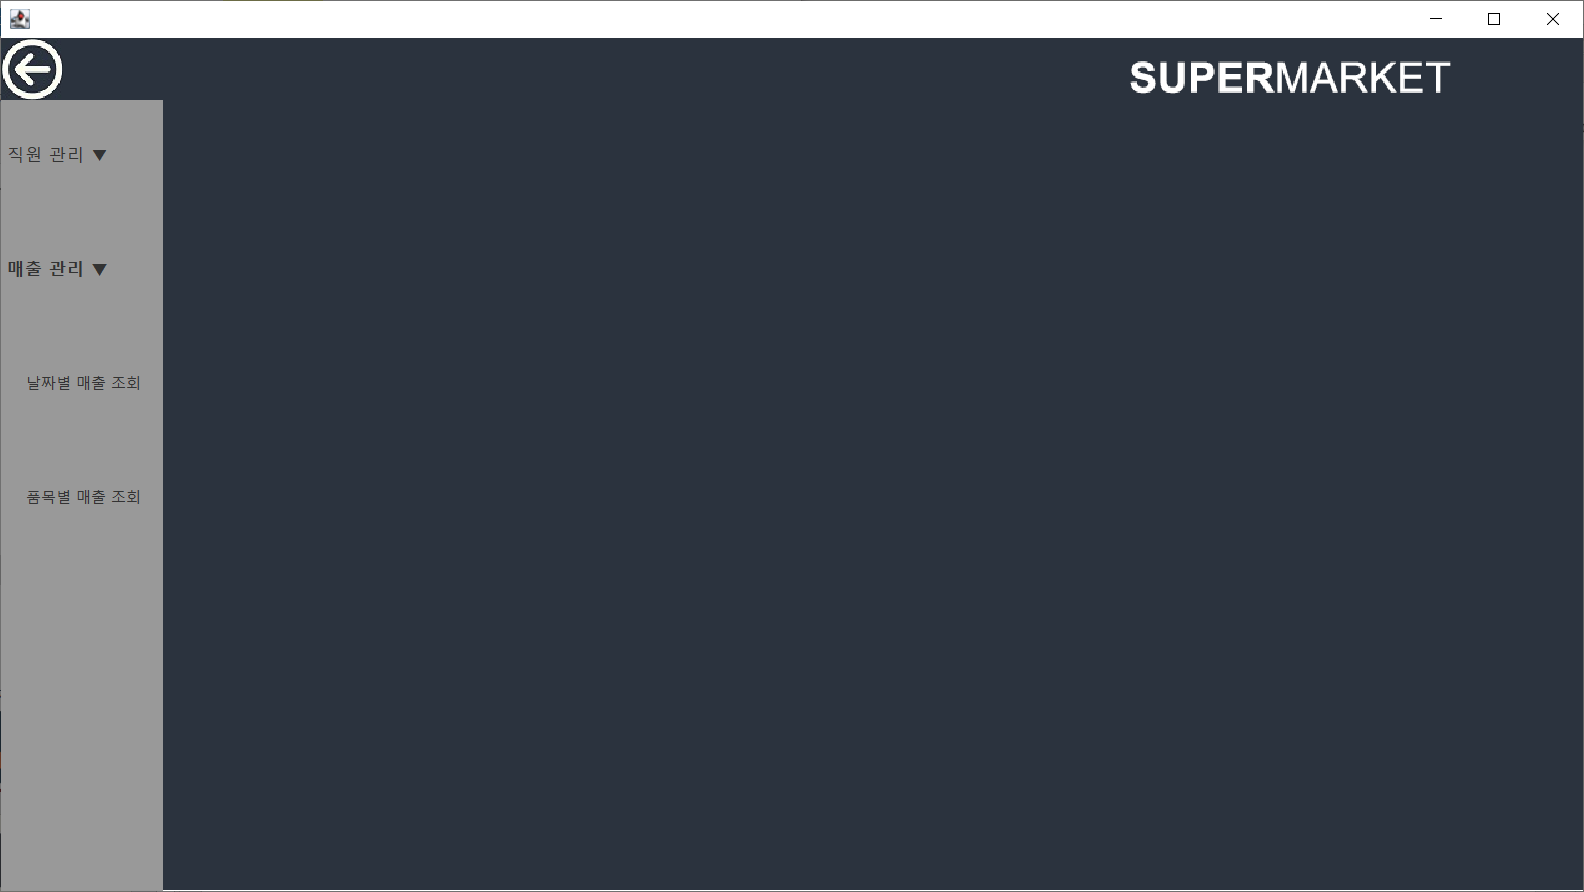 SUPERMARKET
직원 관리 ▼
매출 관리 ▼
날짜별 매출 조회
품목별 매출 조회